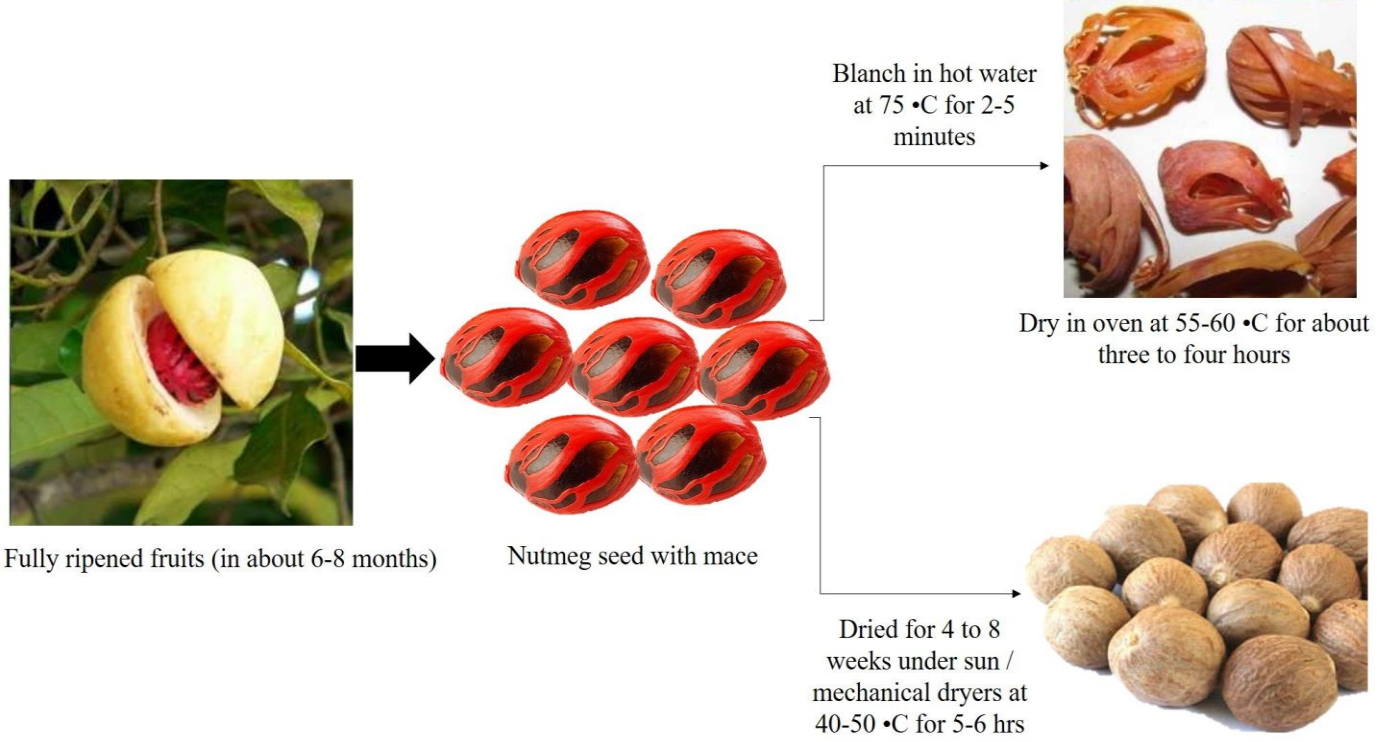 Fully ripened fruits (in about 6-8 months)
Nutmeg seed with mace
Blanch in hot water
at 75 •C for 2-5
minutes
Dry in oven at 55-60 •C for about
three to four hours
Dried for 4 to 8
weeks under sun /
mechanical dryers at
40-50 •C for 5-6 hrs